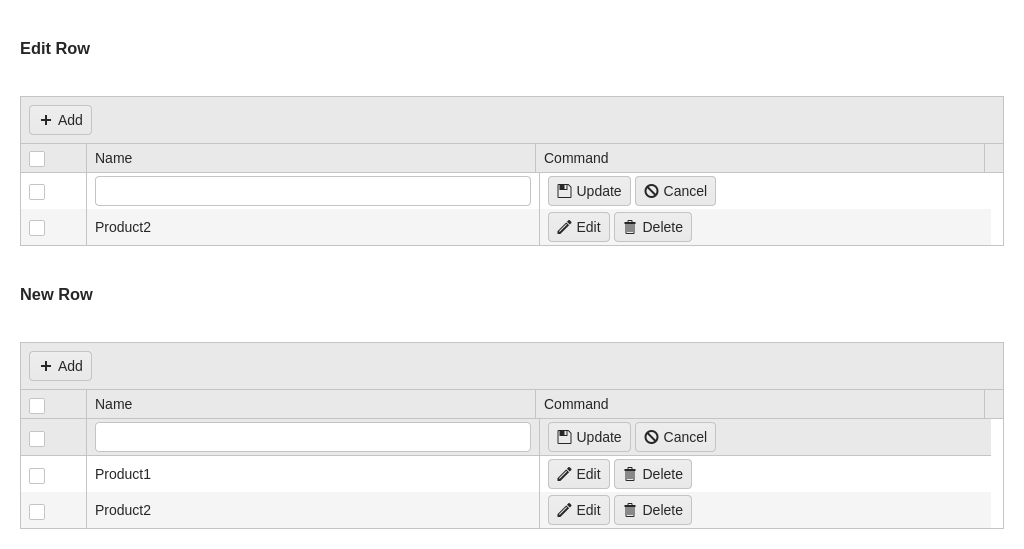 Edit Row
Add
Name Command
Update Cancel
Product2 Edit Delete
New Row
Add
Name Command
Update Cancel
Product1 Edit Delete
Product2 Edit Delete